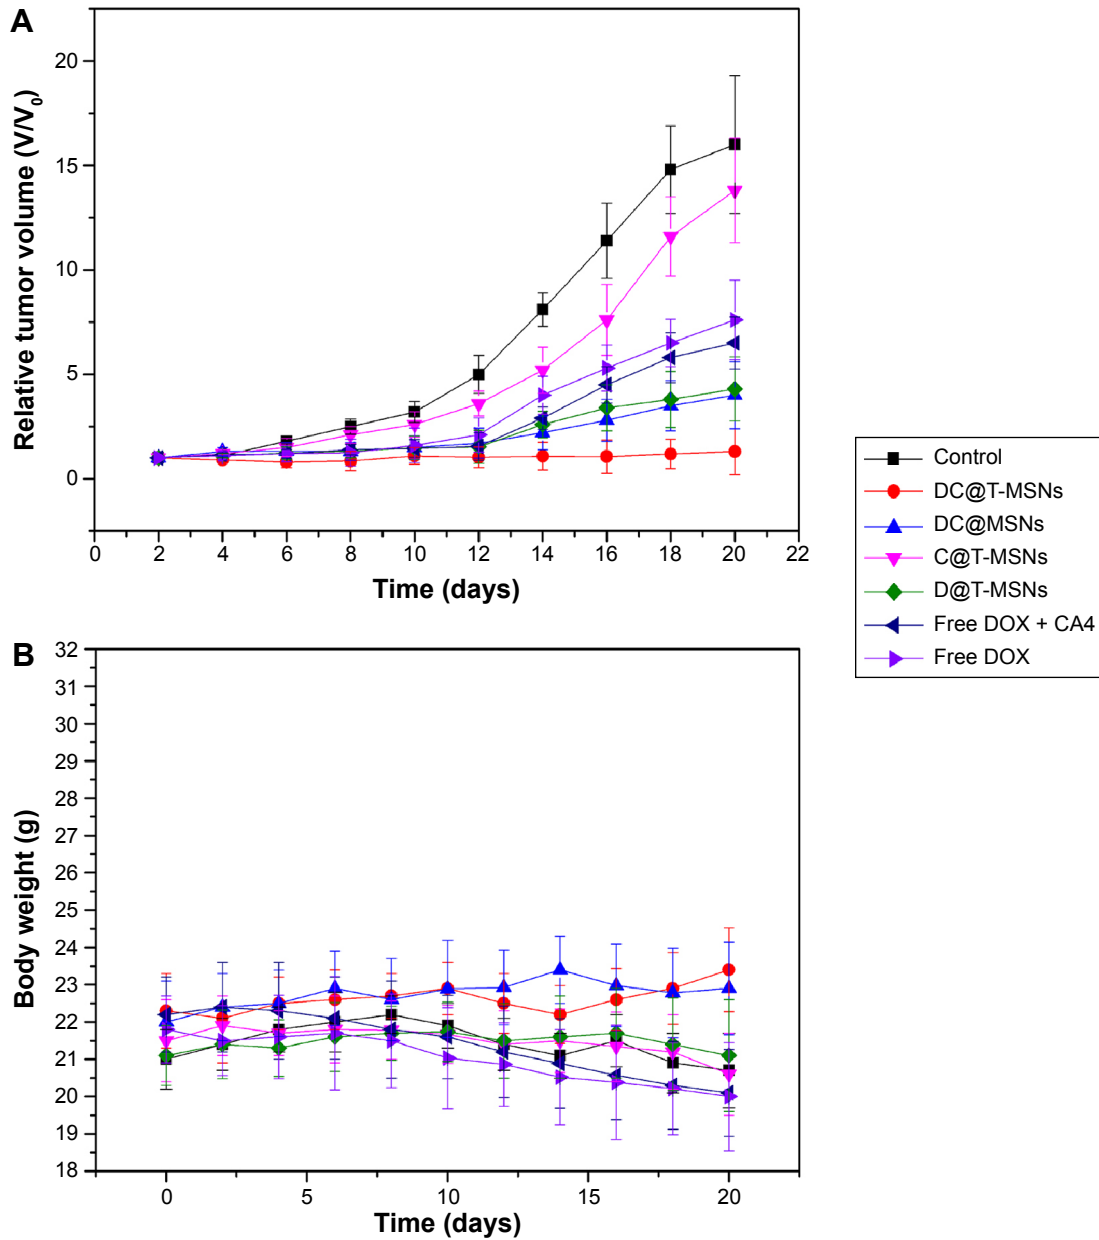 A
Relative tumor volume (V/V₀)
20
15
10
5
0
0 2 4 6 8 10 12 14 16 18 20 22
Time (days)
Control
DC@T-MSNs
DC@MSNs
C@T-MSNs
D@T-MSNs
Free DOX + CA4
Free DOX
B
Body weight (g)
32
31
30
29
28
27
26
25
24
23
22
21
20
19
18
0 5 10 15 20
Time (days)